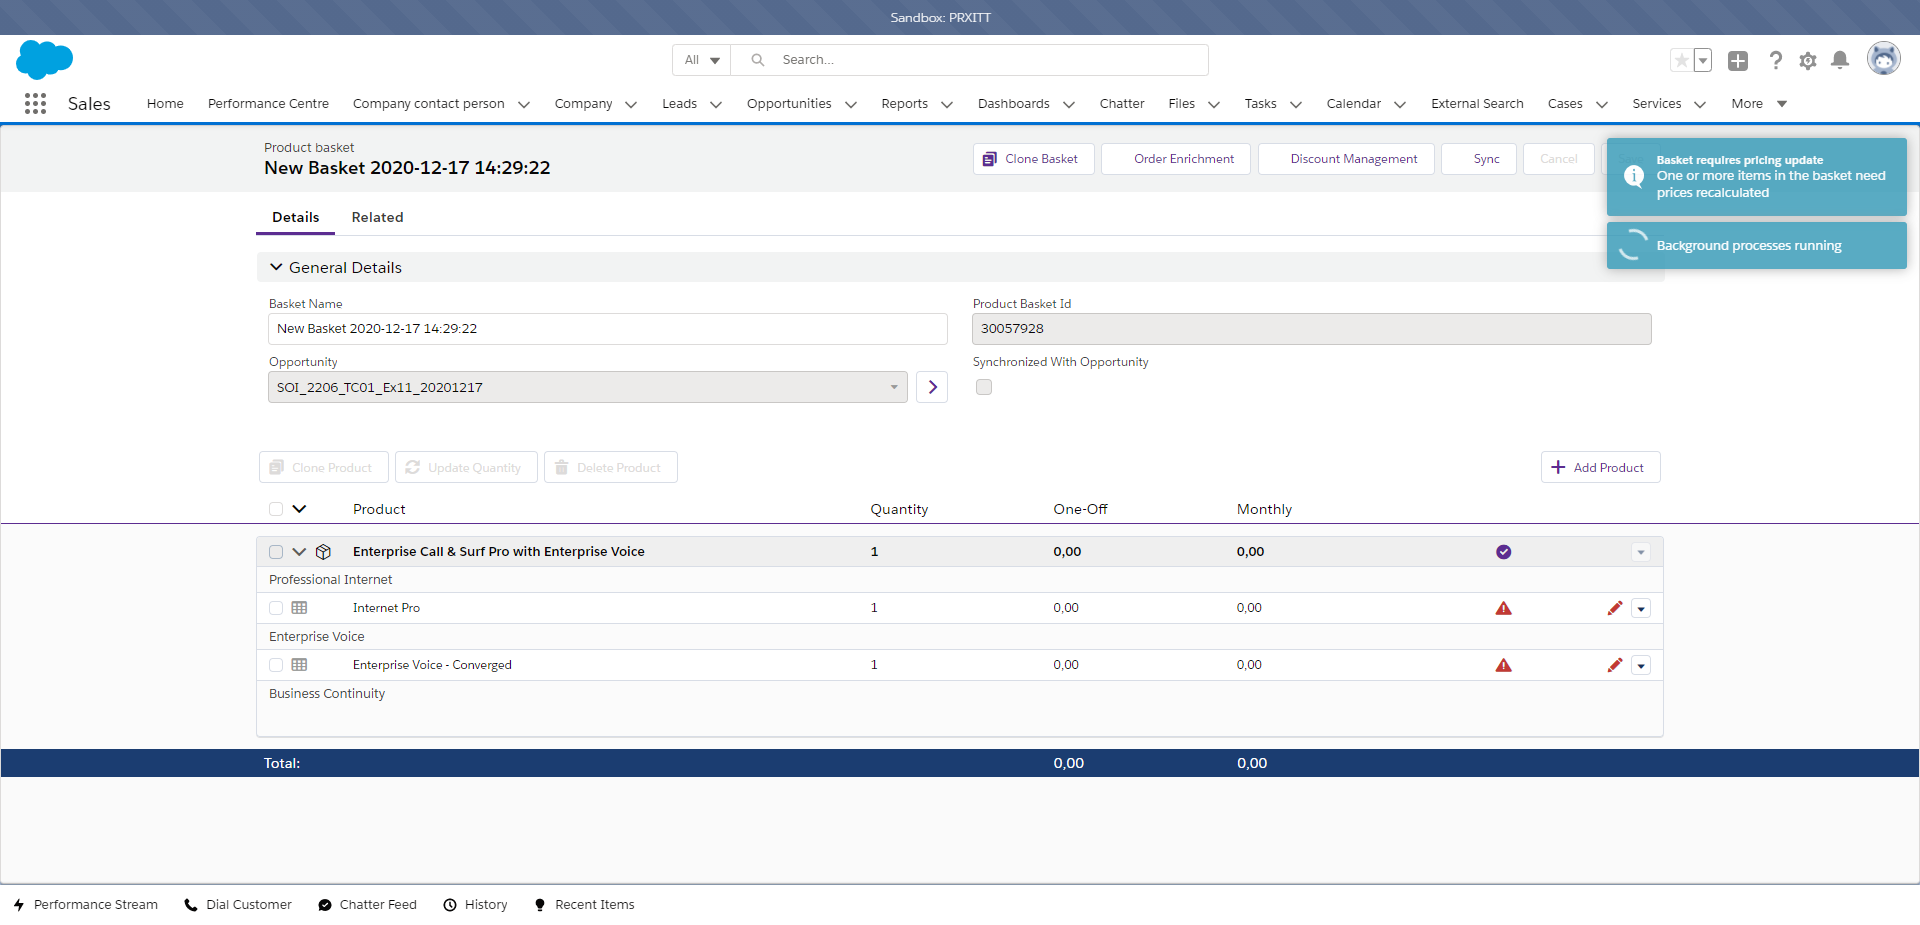 Sandbox: PRXITT
All
Search...
Sales
Home
Performance Centre
Company contact person
Company
Leads
Opportunities
Reports
Dashboards
Chatter
Files
Tasks
Calendar
External Search
Cases
Services
More
Product basket
New Basket 2020-12-17 14:29:22
Clone Basket
Order Enrichment
Discount Management
Sync
Cancel
Basket requires pricing update
One or more items in the basket need
prices recalculated
Background processes running
Details
Related
General Details
Basket Name
New Basket 2020-12-17 14:29:22
Product Basket Id
30057928
Opportunity
SOI_2206_TC01_Ex11_20201217
Synchronized With Opportunity
Clone Product
Update Quantity
Delete Product
Add Product
Product Quantity One-Off Monthly
Enterprise Call & Surf Pro with Enterprise Voice 1 0,00 0,00
Professional Internet
Internet Pro 1 0,00 0,00
Enterprise Voice
Enterprise Voice - Converged 1 0,00 0,00
Business Continuity
Total: 0,00 0,00
Performance Stream
Dial Customer
Chatter Feed
History
Recent Items